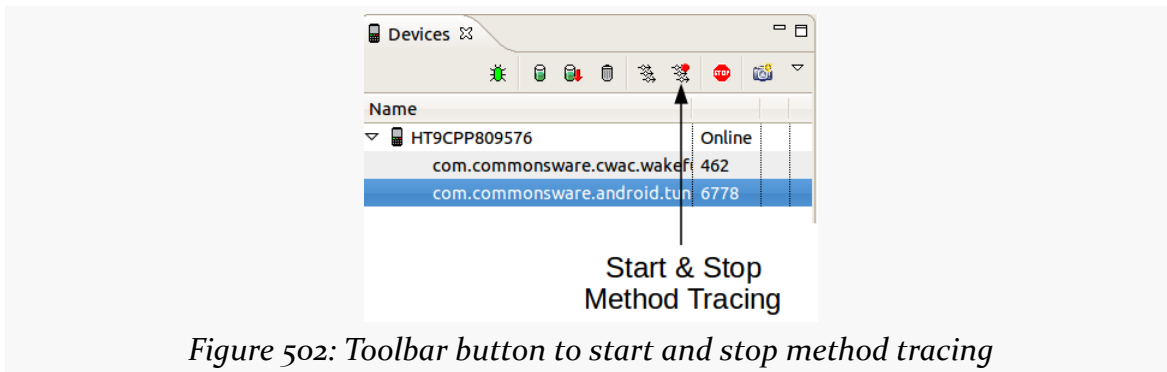 Devices
Name
HT9CPP809576 Online
com.commonsware.cwac.wakef 462
com.commonsware.android.tun 6778
Start & Stop
Method Tracing
Figure 502: Toolbar button to start and stop method tracing